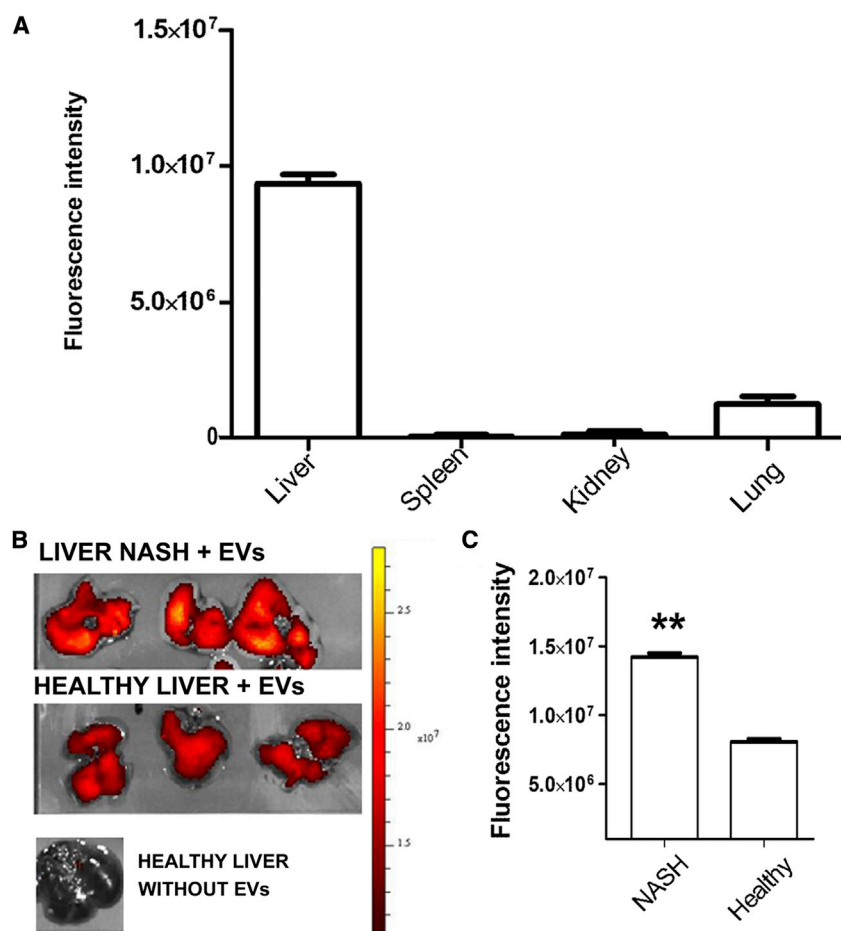 A
Fluorescence intensity
1.5×10⁷
1.0×10⁷
5.0×10⁶
0
Liver
Spleen
Kidney
Lung
B
LIVER NASH + EVs
HEALTHY LIVER + EVs
HEALTHY LIVER
WITHOUT EVs
2.5
2.0
x10⁷
1.5
C
Fluorescence intensity
2.0×10⁷
1.5×10⁷
1.0×10⁷
5.0×10⁶
**
NASH
Healthy